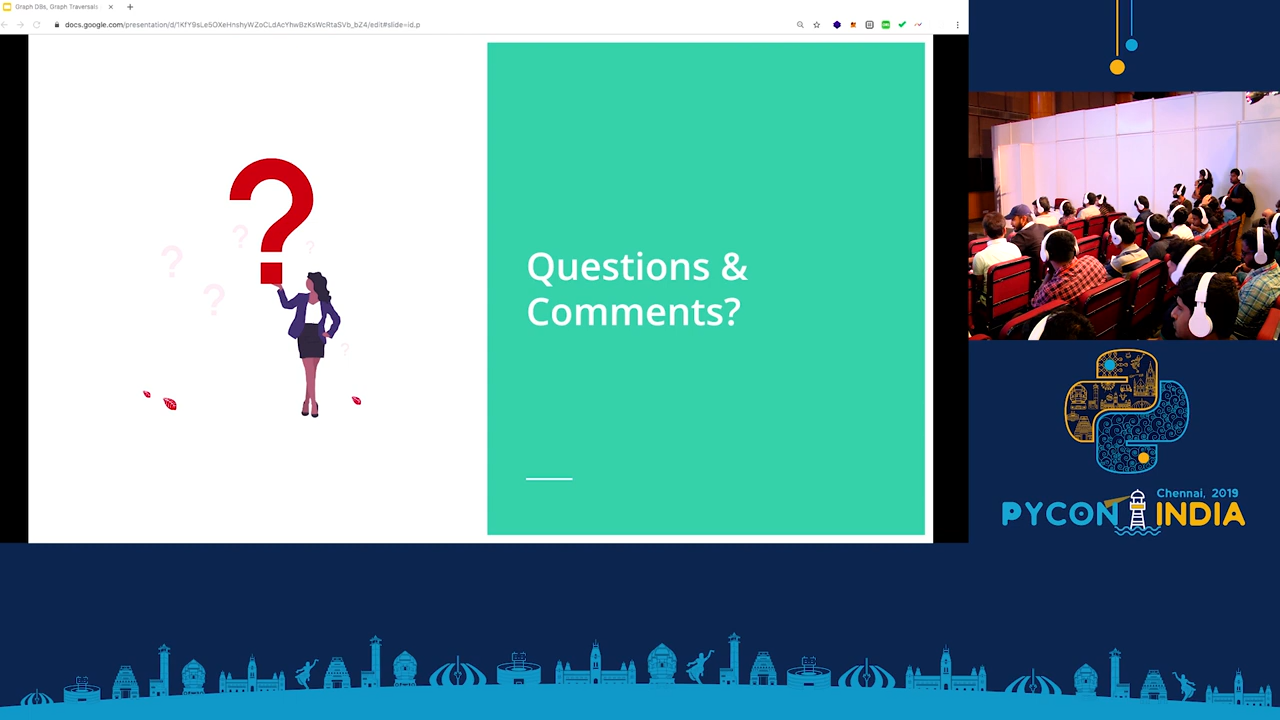 Graph DBs, Graph Traversals
docs.google.com/presentation/d/1KfY9sLe5OXeHnshyWZoCLdAcYhwBzKsWcRtaSVb_bZ4/edit#slide=id.p
?
? ? ? ? ?
Questions &
Comments?
Chennai, 2019
PYCON INDIA